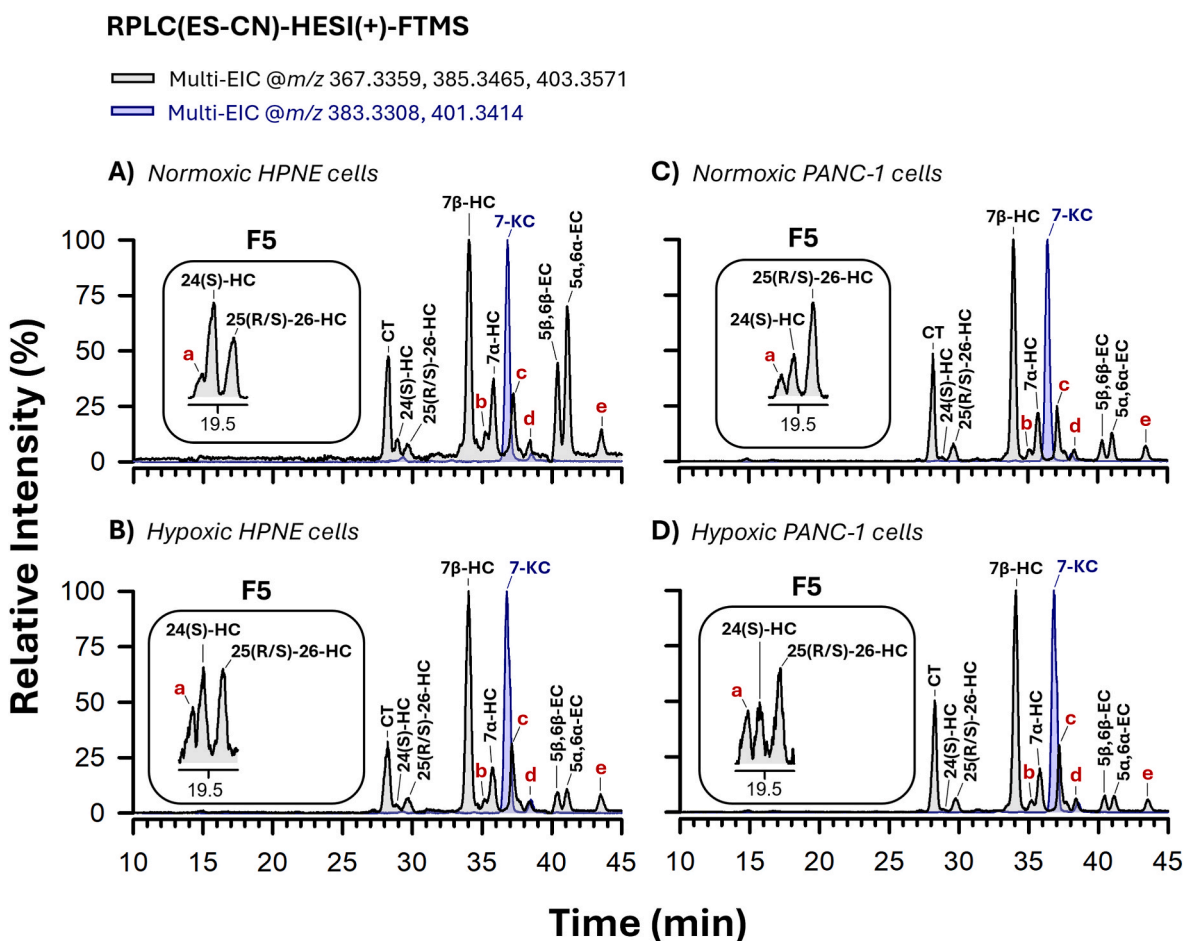 RPLC(ES-CN)-HESI(+)-FTMS
Multi-EIC @m/z 367.3359, 385.3465, 403.3571
Multi-EIC @m/z 383.3308, 401.3414
Relative Intensity (%)
A) Normoxic HPNE cells
100
75
50
25
0
F5
24(S)-HC
25(R/S)-26-HC
a
19.5
CT
24(S)-HC
25(R/S)-26-HC
7β-HC
b
7α-HC
7-KC
c
d
5β,6β-EC
5α,6α-EC
e
C) Normoxic PANC-1 cells
F5
25(R/S)-26-HC
24(S)-HC
a
19.5
CT
24(S)-HC
25(R/S)-26-HC
7β-HC
b
7α-HC
7-KC
c
d
5β,6β-EC
5α,6α-EC
e
B) Hypoxic HPNE cells
100
75
50
25
0
F5
24(S)-HC
25(R/S)-26-HC
a
19.5
CT
24(S)-HC
25(R/S)-26-HC
7β-HC
b
7α-HC
7-KC
c
d
5β,6β-EC
5α,6α-EC
e
10 15 20 25 30 35 40 45
D) Hypoxic PANC-1 cells
F5
24(S)-HC
25(R/S)-26-HC
a
19.5
CT
24(S)-HC
25(R/S)-26-HC
7β-HC
b
7α-HC
7-KC
c
d
5β,6β-EC
5α,6α-EC
e
10 15 20 25 30 35 40 45
Time (min)